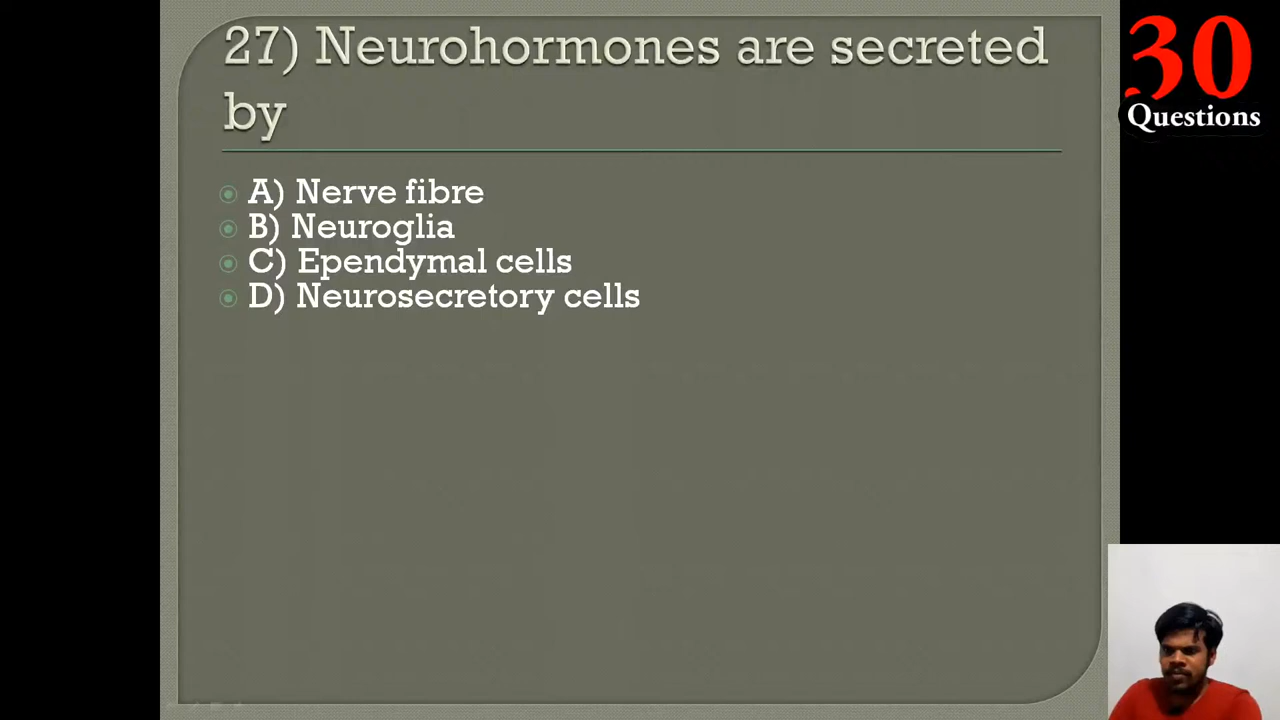 27) Neurohormones are secreted
by
A) Nerve fibre
B) Neuroglia
C) Ependymal cells
D) Neurosecretory cells
30
Questions